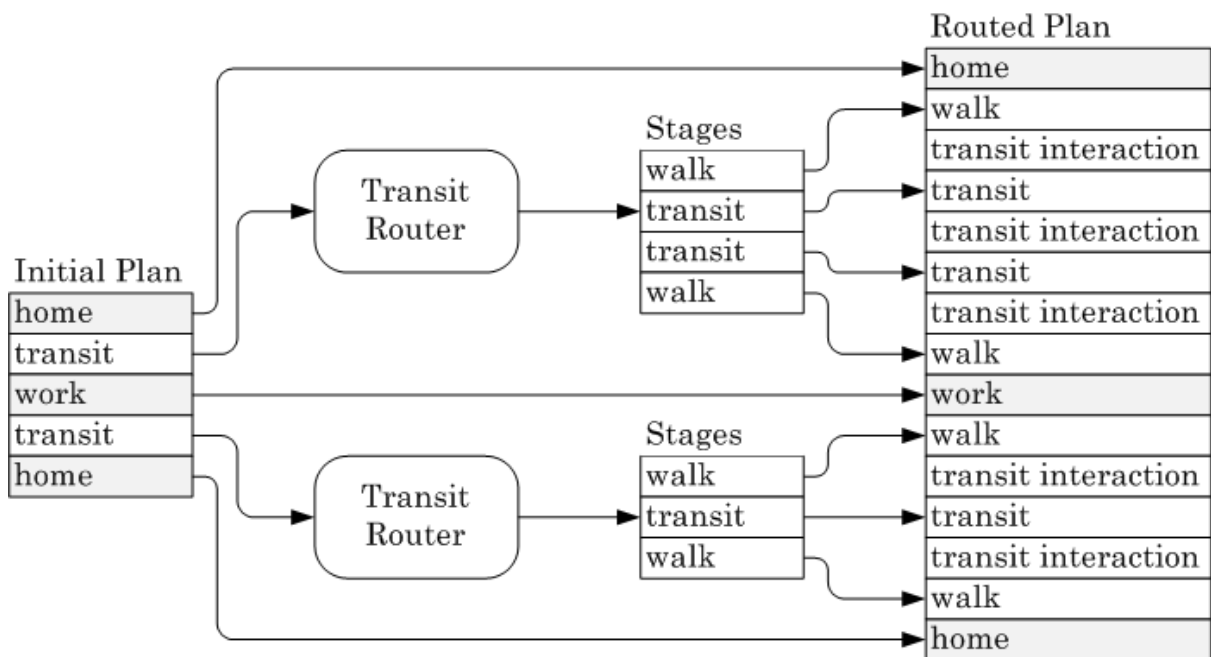 Initial Plan
home
transit
work
transit
home
Transit
Router
Stages
walk
transit
transit
walk
Transit
Router
Stages
walk
transit
walk
Routed Plan
home
walk
transit interaction
transit
transit interaction
transit
transit interaction
walk
work
walk
transit interaction
transit
transit interaction
walk
home